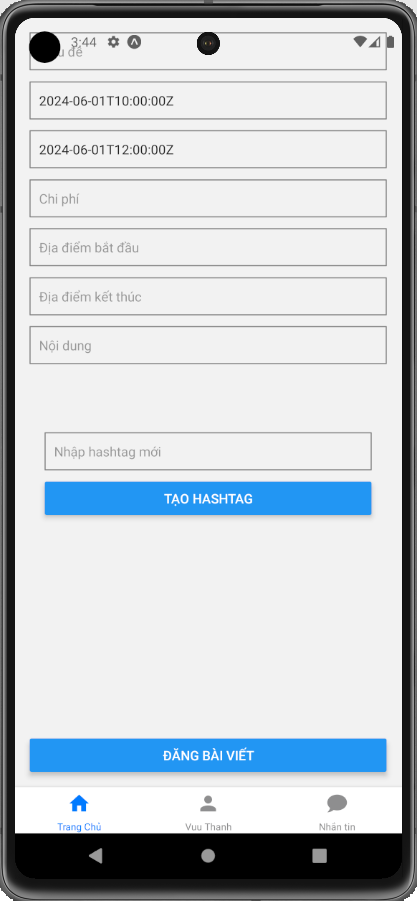 3:44
đề
2024-06-01T10:00:00Z
2024-06-01T12:00:00Z
Chi phí
Địa điểm bắt đầu
Địa điểm kết thúc
Nội dung
Nhập hashtag mới
TẠO HASHTAG
ĐĂNG BÀI VIẾT
Trang Chủ
Vuu Thanh
Nhắn tin